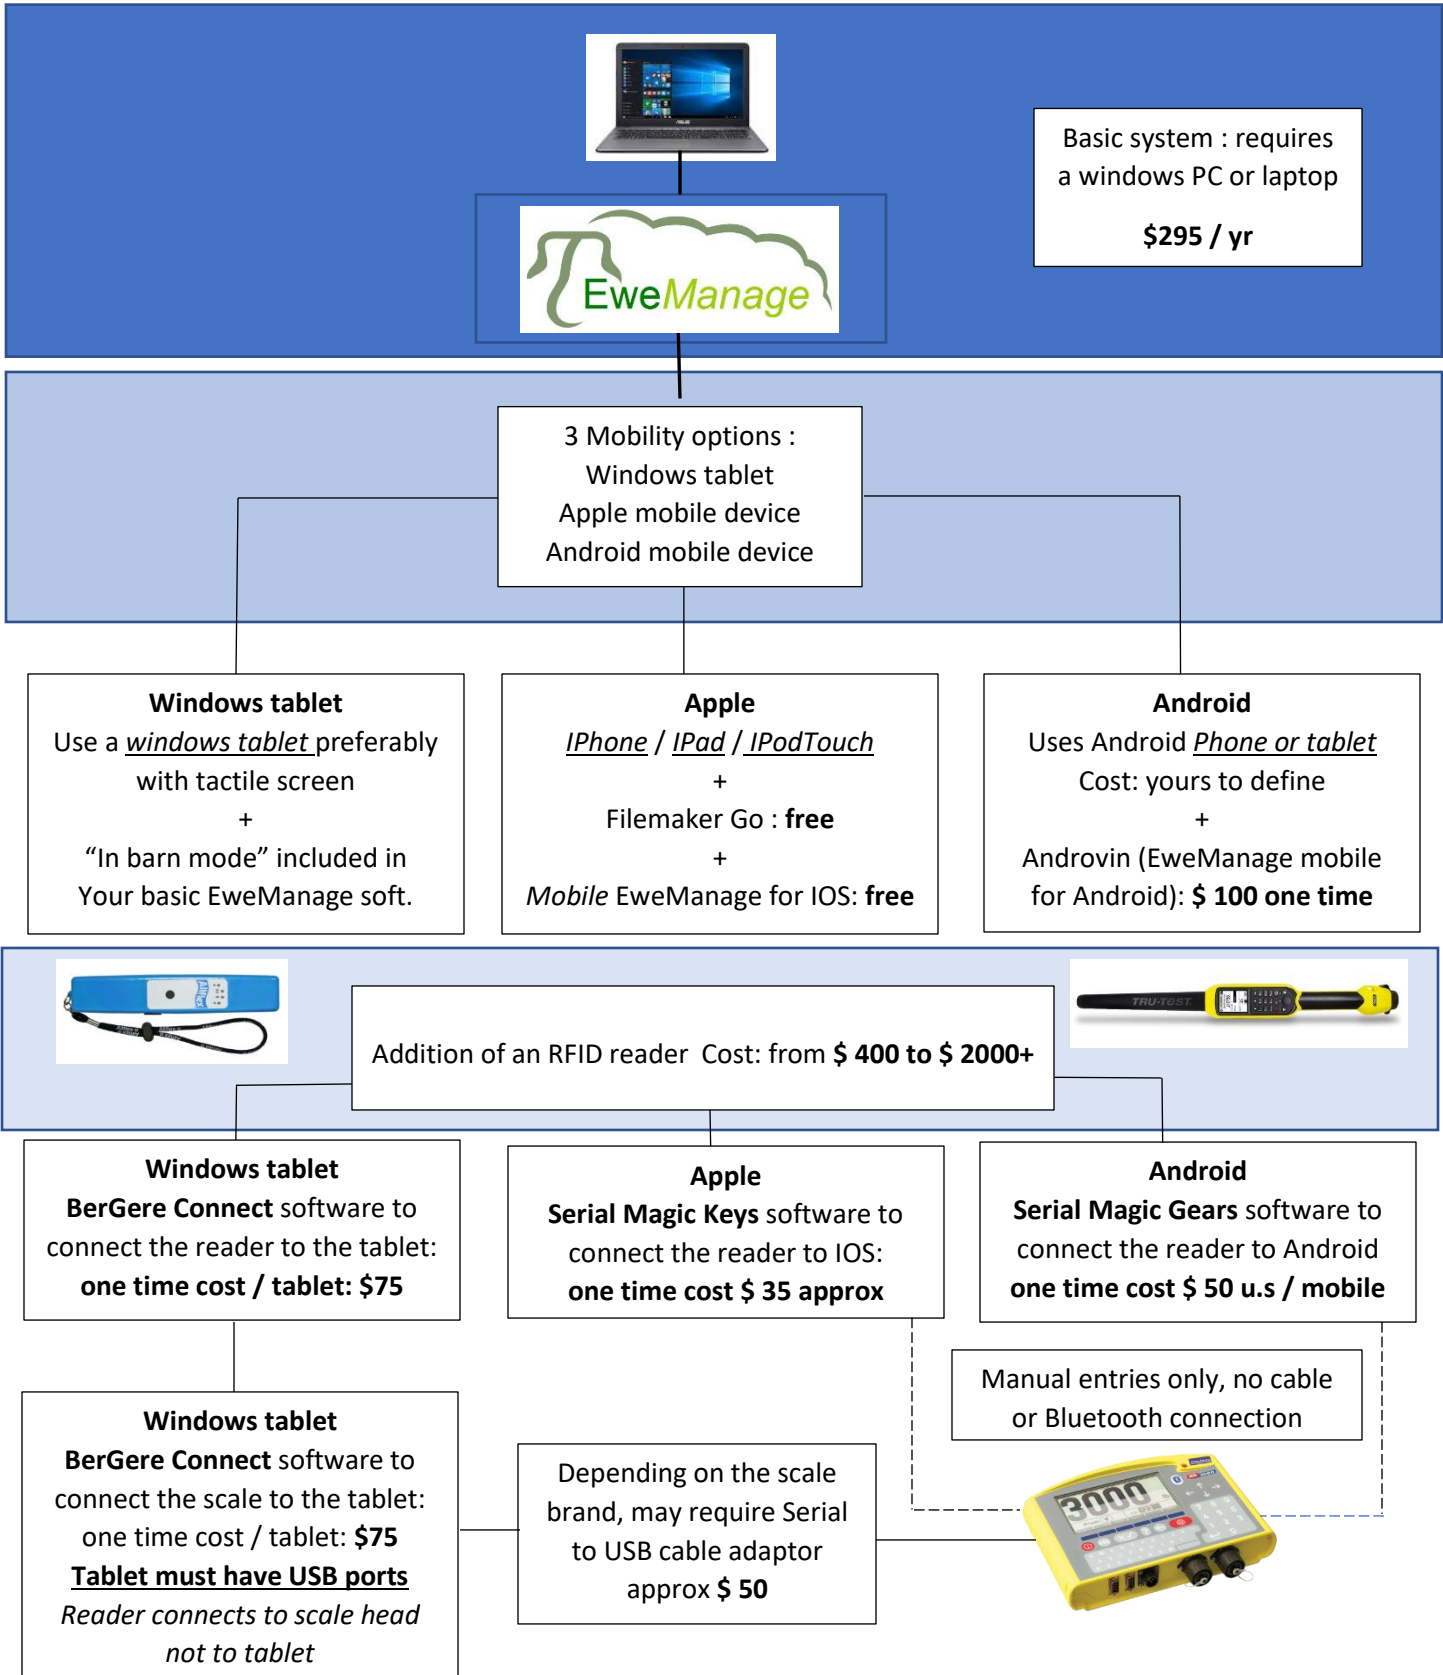 Basic system : requires
a windows PC or laptop
$295 / yr
ASUS
EweManage
3 Mobility options :
Windows tablet
Apple mobile device
Android mobile device
Windows tablet
Use a windows tablet preferably
with tactile screen
+
“In barn mode” included in
Your basic EweManage soft.
Apple
IPhone / IPad / IPodTouch
+
Filemaker Go : free
+
Mobile EweManage for IOS: free
Android
Uses Android Phone or tablet
Cost: yours to define
+
Androvin (EweManage mobile
for Android): $ 100 one time
TRU-TEST
Addition of an RFID reader  Cost: from $ 400 to $ 2000+
Windows tablet
BerGere Connect software to
connect the reader to the tablet:
one time cost / tablet: $75
Apple
Serial Magic Keys software to
connect the reader to IOS:
one time cost $ 35 approx
Android
Serial Magic Gears software to
connect the reader to Android
one time cost $ 50 u.s / mobile
Manual entries only, no cable
or Bluetooth connection
Windows tablet
BerGere Connect software to
connect the scale to the tablet:
one time cost / tablet: $75
Tablet must have USB ports
Reader connects to scale head
not to tablet
Depending on the scale
brand, may require Serial
to USB cable adaptor
approx $ 50
3000